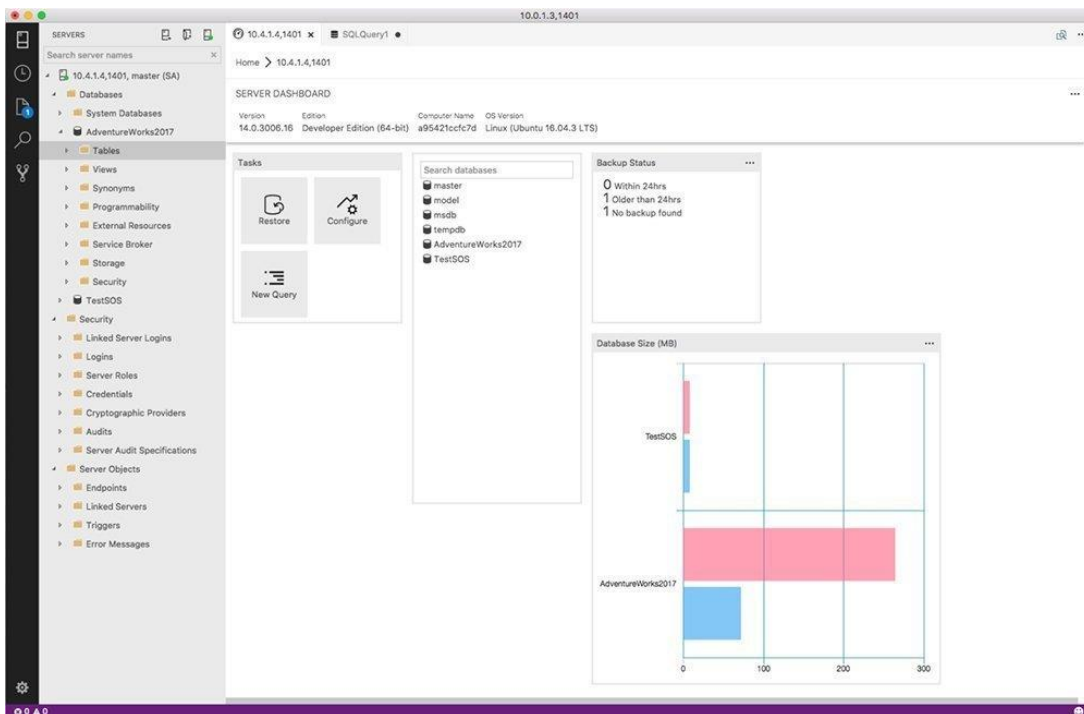 10.0.1.3,1401
SERVERS
Search server names
10.4.1.4,1401, master (SA)
Databases
System Databases
AdventureWorks2017
Tables
Views
Synonyms
Programmability
External Resources
Service Broker
Storage
Security
TestSOS
Security
Linked Server Logins
Logins
Server Roles
Credentials
Cryptographic Providers
Audits
Server Audit Specifications
Server Objects
Endpoints
Linked Servers
Triggers
Error Messages
1
10.4.1.4,1401
SQLQuery1
Home > 10.4.1.4,1401
SERVER DASHBOARD
Version Edition Computer Name OS Version
14.0.3006.16 Developer Edition (64-bit) a95421ccfc7d Linux (Ubuntu 16.04.3 LTS)
Tasks
Restore
Configure
New Query
Search databases
master
model
msdb
tempdb
AdventureWorks2017
TestSOS
Backup Status
0 Within 24hrs
1 Older than 24hrs
1 No backup found
Database Size (MB)
TestSOS
AdventureWorks2017
0 100 200 300
0 0